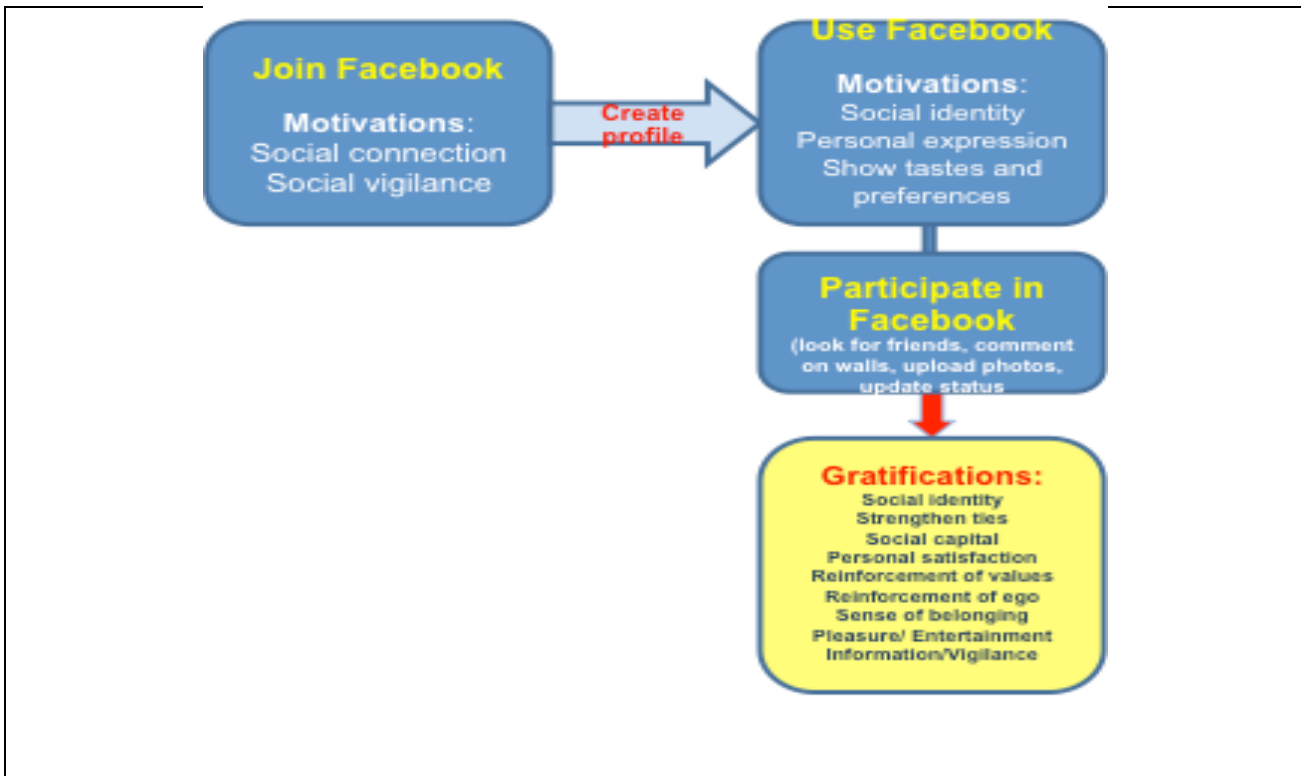 Join Facebook
Motivations:
Social connection
Social vigilance
Create
profile
Use Facebook
Motivations:
Social identity
Personal expression
Show tastes and
preferences
Participate in
Facebook
(look for friends, comment
on walls, upload photos,
update status
Gratifications:
Social identity
Strengthen ties
Social capital
Personal satisfaction
Reinforcement of values
Reinforcement of ego
Sense of belonging
Pleasure/ Entertainment
Information/Vigilance